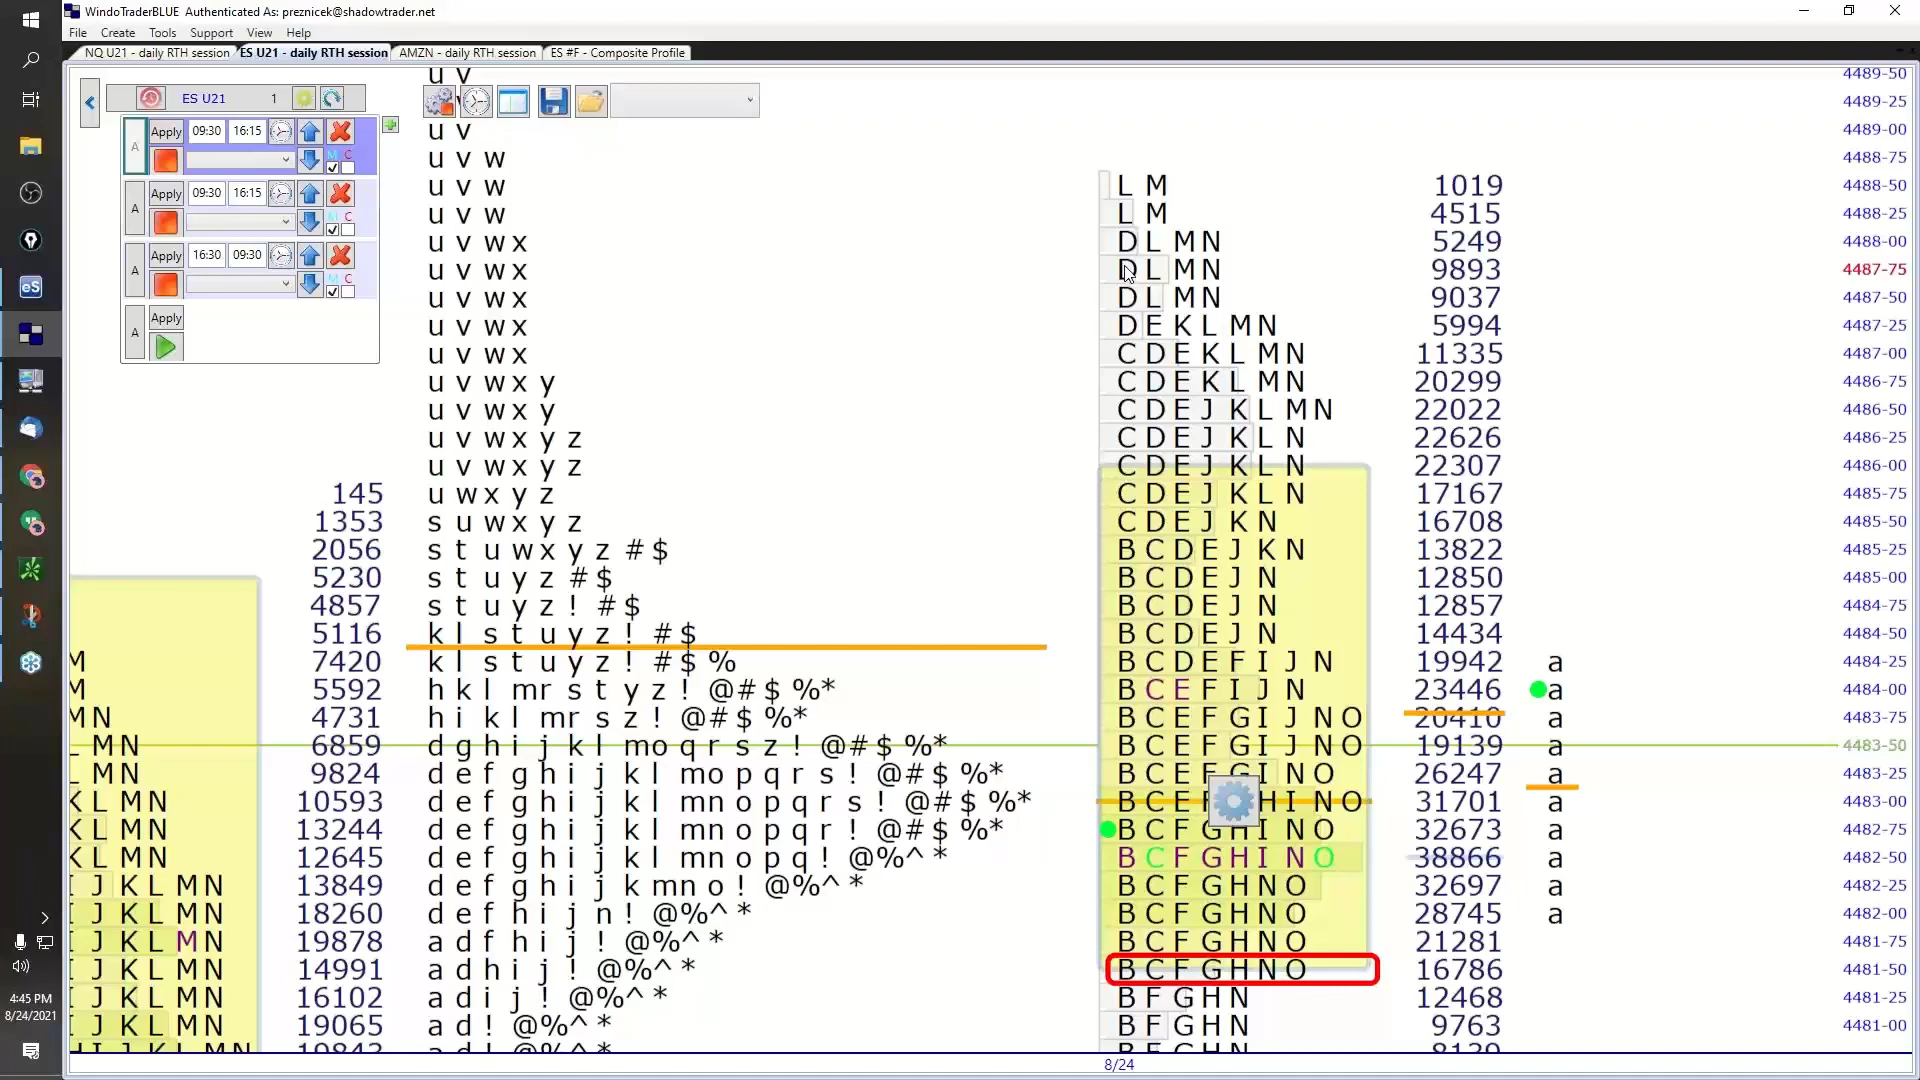 WindoTraderBLUE Authenticated As: preznicek@shadowtrader.net
File Create Tools Support View Help
NQ U21 - daily RTH session ES U21 - daily RTH session AMZN - daily RTH session ES #F - Composite Profile
u v 4489-50
ES U21 1 4489-25
A Apply 09:30 16:15 u v 4489-00
M C u v w 4488-75
u v w L M 1019 4488-50
A Apply 09:30 16:15 u v w L M 4515 4488-25
M C u v w x D L M N 5249 4488-00
A Apply 16:30 09:30 u v w x D L M N 9893 4487-75
M C u v w x D L M N 9037 4487-50
A Apply u v w x D E K L M N 5994 4487-25
u v w x C D E K L M N 11335 4487-00
u v w x y C D E K L M N 20299 4486-75
u v w x y C D E J K L M N 22022 4486-50
u v w x y z C D E J K L N 22626 4486-25
u v w x y z C D E J K L N 22307 4486-00
145 u w x y z C D E J K L N 17167 4485-75
1353 s u w x y z C D E J K N 16708 4485-50
2056 s t u w x y z # $ B C D E J K N 13822 4485-25
5230 s t u y z # $ B C D E J N 12850 4485-00
4857 s t u y z ! # $ B C D E J N 12857 4484-75
5116 k l s t u y z ! # $ B C D E J N 14434 4484-50
M 7420 k l s t u y z ! # $ % B C D E F I J N 19942 a 4484-25
M 5592 h k l m r s t y z ! @ # $ % * B C E F I J N 23446 a 4484-00
M N 4731 h i k l m r s z ! @ # $ % * B C E F G I J N O 20410 a 4483-75
L M N 6859 d g h i j k l m o q r s z ! @ # $ % * B C E F G I J N O 19139 a 4483-50
L M N 9824 d e f g h i j k l m o p q r s ! @ # $ % * B C E F G I N O 26247 a 4483-25
K L M N 10593 d e f g h i j k l m n o p q r s ! @ # $ % * B C E F H I N O 31701 a 4483-00
K L M N 13244 d e f g h i j k l m n o p q r ! @ # $ % * B C F G H I N O 32673 a 4482-75
K L M N 12645 d e f g h i j k l m n o p q ! @ % ^ * B C F G H I N O 38866 a 4482-50
I J K L M N 13849 d e f g h i j k m n o ! @ % ^ * B C F G H N O 32697 a 4482-25
I J K L M N 18260 d e f h i j n ! @ % ^ * B C F G H N O 28745 a 4482-00
I J K L M N 19878 a d f h i j ! @ % ^ * B C F G H N O 21281 4481-75
I J K L M N 14991 a d h i j ! @ % ^ * B C F G H N O 16786 4481-50
I J K L M N 16102 a d i j ! @ % ^ * B F G H N 12468 4481-25
I J K L M N 19065 a d ! @ % ^ * B F G H N 9763 4481-00
H I J K L M N 19843 a d ! @ % ^ * B F G H N 8139
8/24
4:45 PM
8/24/2021